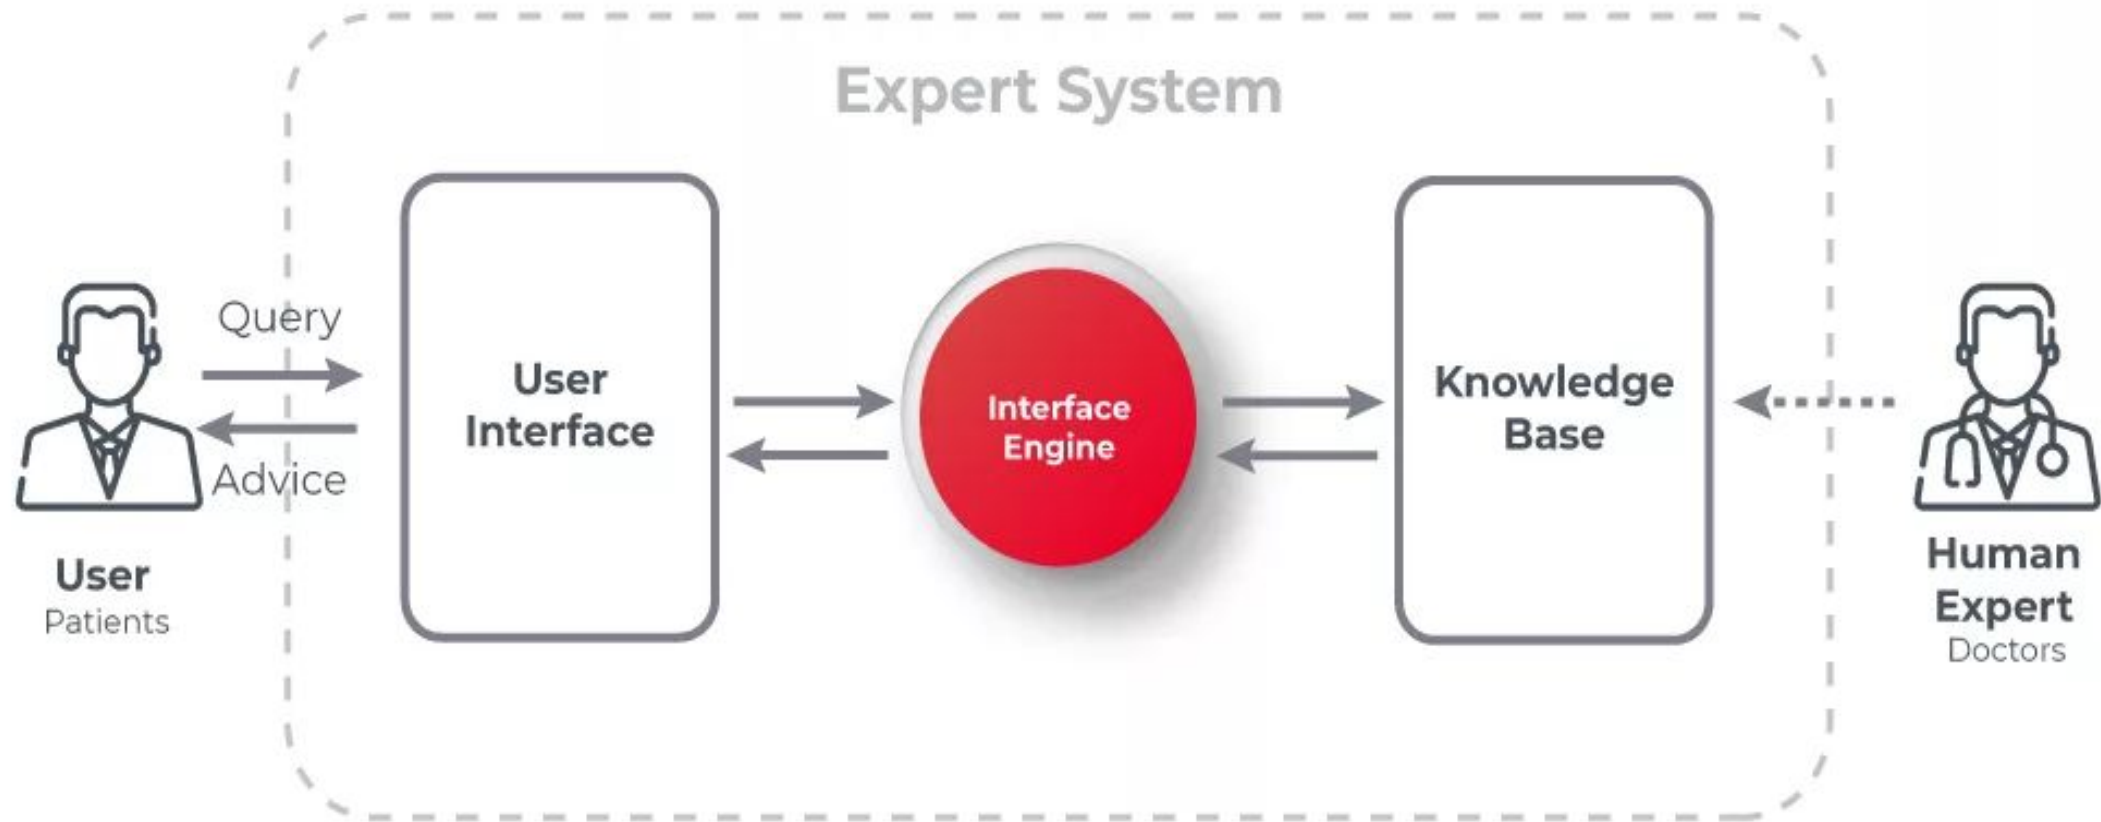 Expert System
Query
Advice
User
Patients
User
Interface
Interface
Engine
Knowledge
Base
Human
Expert
Doctors